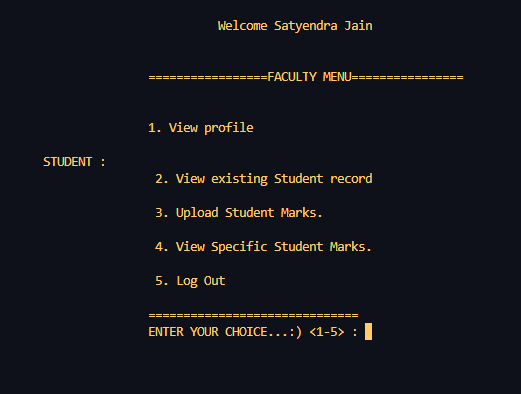 Welcome Satyendra Jain
=================FACULTY MENU================
1. View profile
STUDENT :
2. View existing Student record
3. Upload Student Marks.
4. View Specific Student Marks.
5. Log Out
==============================
ENTER YOUR CHOICE...:) <1-5> :